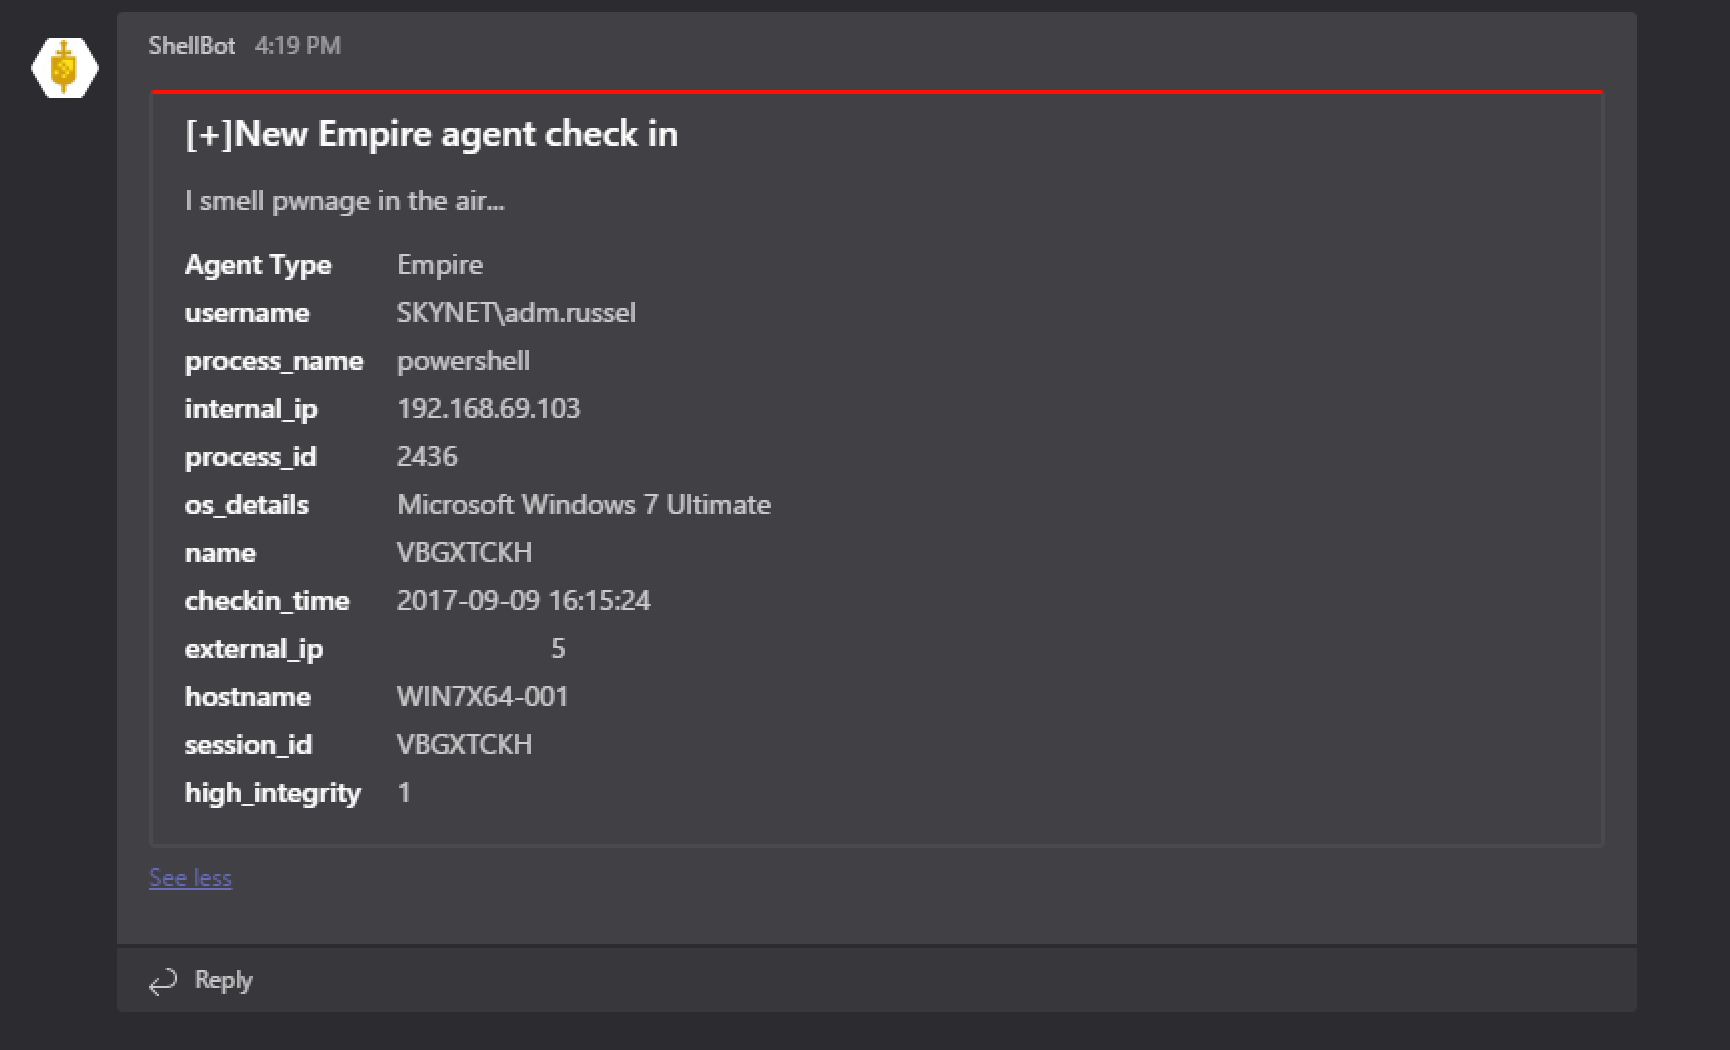 ShellBot 4:19 PM
[+]New Empire agent check in
I smell pwnage in the air...
Agent Type Empire
username SKYNET\adm.russel
process_name powershell
internal_ip 192.168.69.103
process_id 2436
os_details Microsoft Windows 7 Ultimate
name VBGXTCKH
checkin_time 2017-09-09 16:15:24
external_ip 5
hostname WIN7X64-001
session_id VBGXTCKH
high_integrity 1
See less
Reply